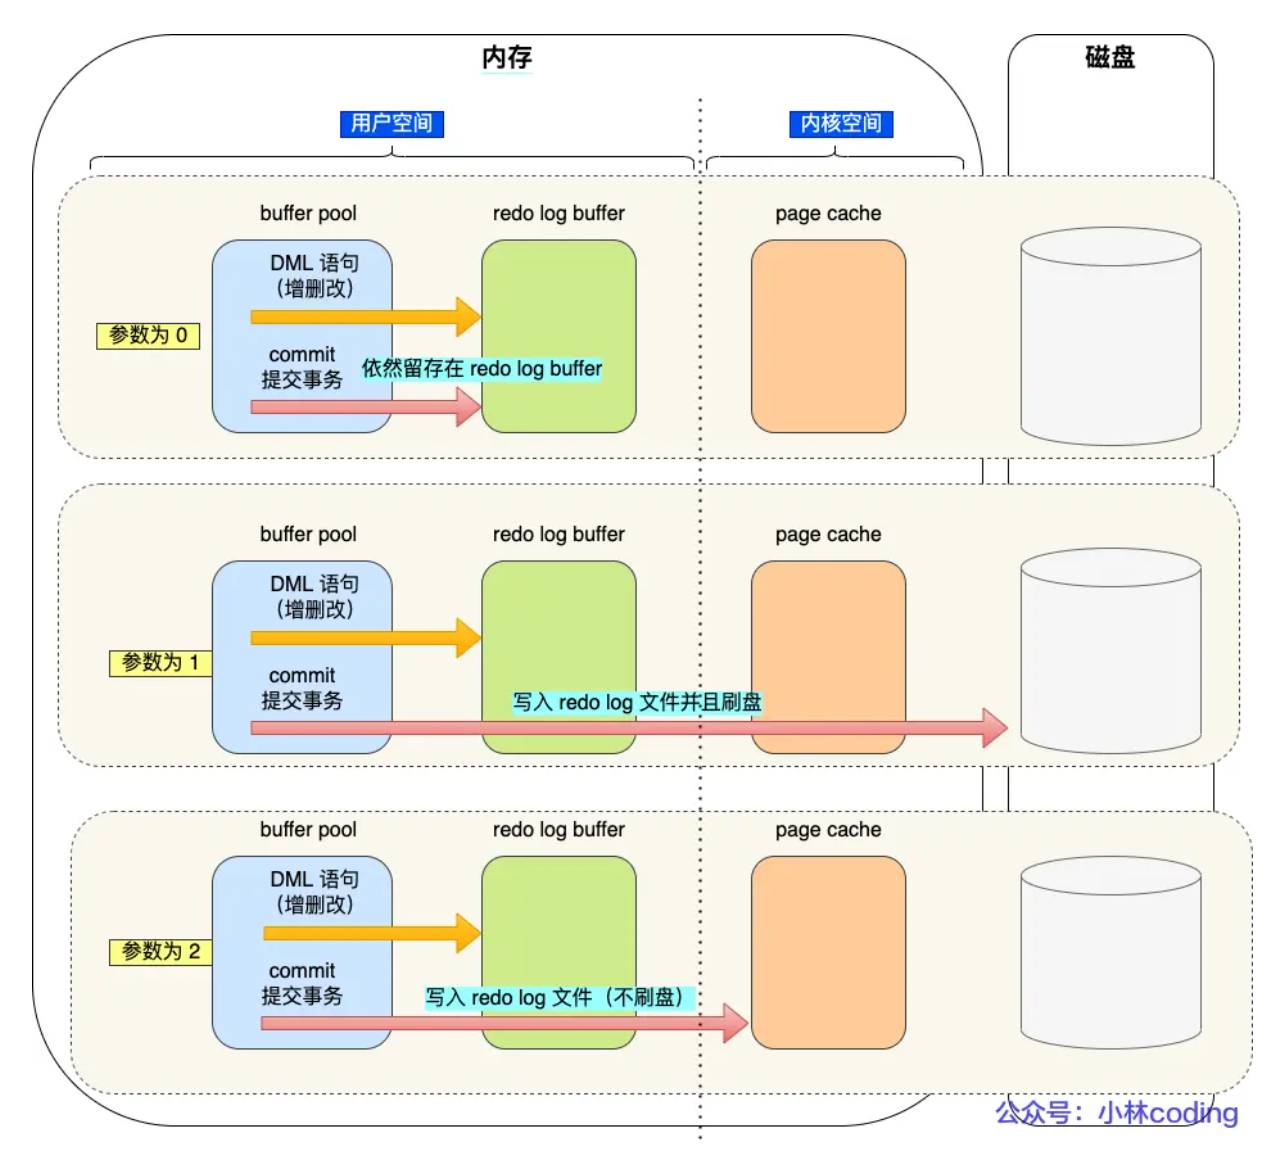 内存
磁盘
用户空间
内核空间
buffer pool
redo log buffer
page cache
DML 语句
（增删改）
参数为 0
commit
提交事务
依然留存在 redo log buffer
buffer pool
redo log buffer
page cache
DML 语句
（增删改）
参数为 1
commit
提交事务
写入 redo log 文件并且刷盘
buffer pool
redo log buffer
page cache
DML 语句
（增删改）
参数为 2
commit
提交事务
写入 redo log 文件（不刷盘）
公众号：小林coding